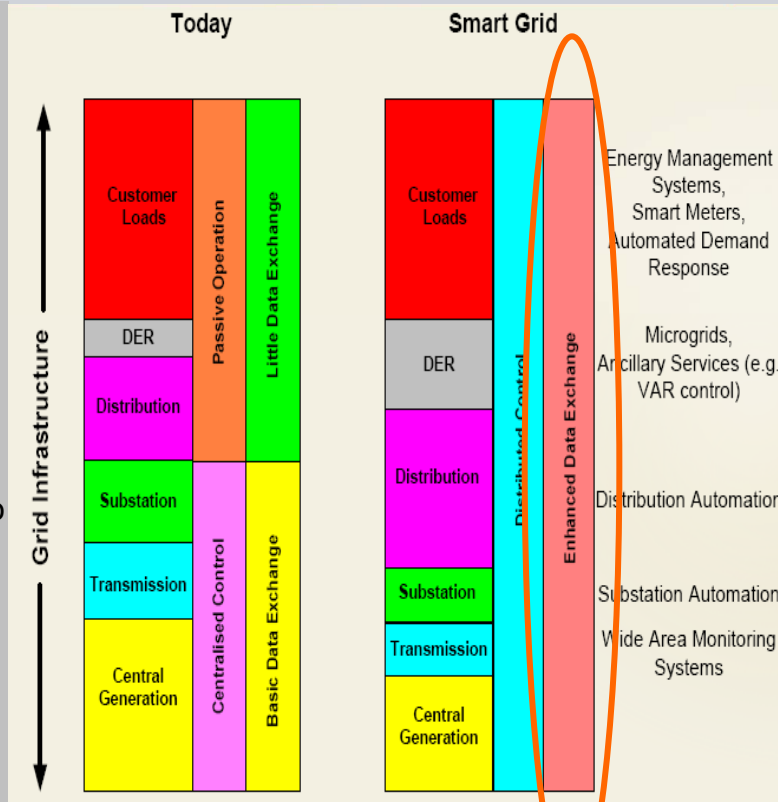 Today
Smart Grid
Grid Infrastructure
Customer
Loads
DER
Distribution
Substation
Transmission
Central
Generation
Passive Operation
Centralised Control
Little Data Exchange
Basic Data Exchange
Customer
Loads
DER
Distribution
Substation
Transmission
Central
Generation
Distributed Control
Enhanced Data Exchange
Energy Management
Systems,
Smart Meters,
Automated Demand
Response
Microgrids,
Ancillary Services (e.g.
VAR control)
Distribution Automation
Substation Automation
Wide Area Monitoring
Systems